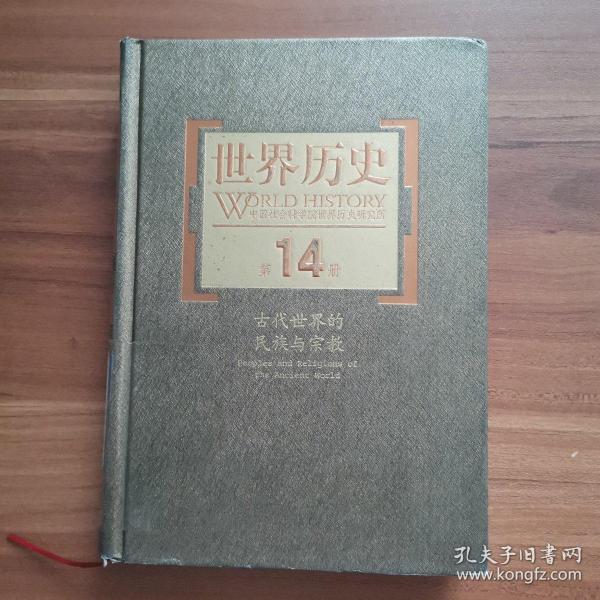 世界历史
WORLD HISTORY
中国社会科学院世界历史研究所
第14册
古代世界的
民族与宗教
Peoples and Religions of
the Ancient World
孔夫子旧书网
www.kongfz.com